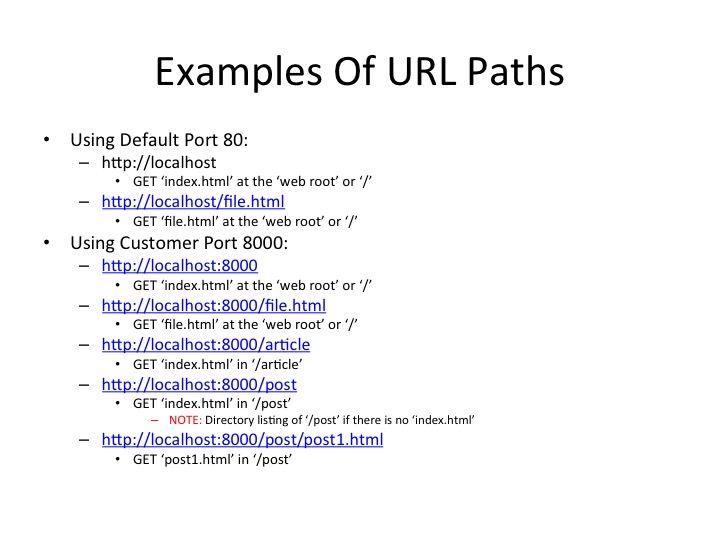 Examples Of URL Paths
• Using Default Port 80:
– http://localhost
• GET ‘index.html’ at the ‘web root’ or ‘/’
– http://localhost/file.html
• GET ‘file.html’ at the ‘web root’ or ‘/’
• Using Customer Port 8000:
– http://localhost:8000
• GET ‘index.html’ at the ‘web root’ or ‘/’
– http://localhost:8000/file.html
• GET ‘file.html’ at the ‘web root’ or ‘/’
– http://localhost:8000/article
• GET ‘index.html’ in ‘/article’
– http://localhost:8000/post
• GET ‘index.html’ in ‘/post’
– NOTE: Directory listing of ‘/post’ if there is no ‘index.html’
– http://localhost:8000/post/post1.html
• GET ‘post1.html’ in ‘/post’